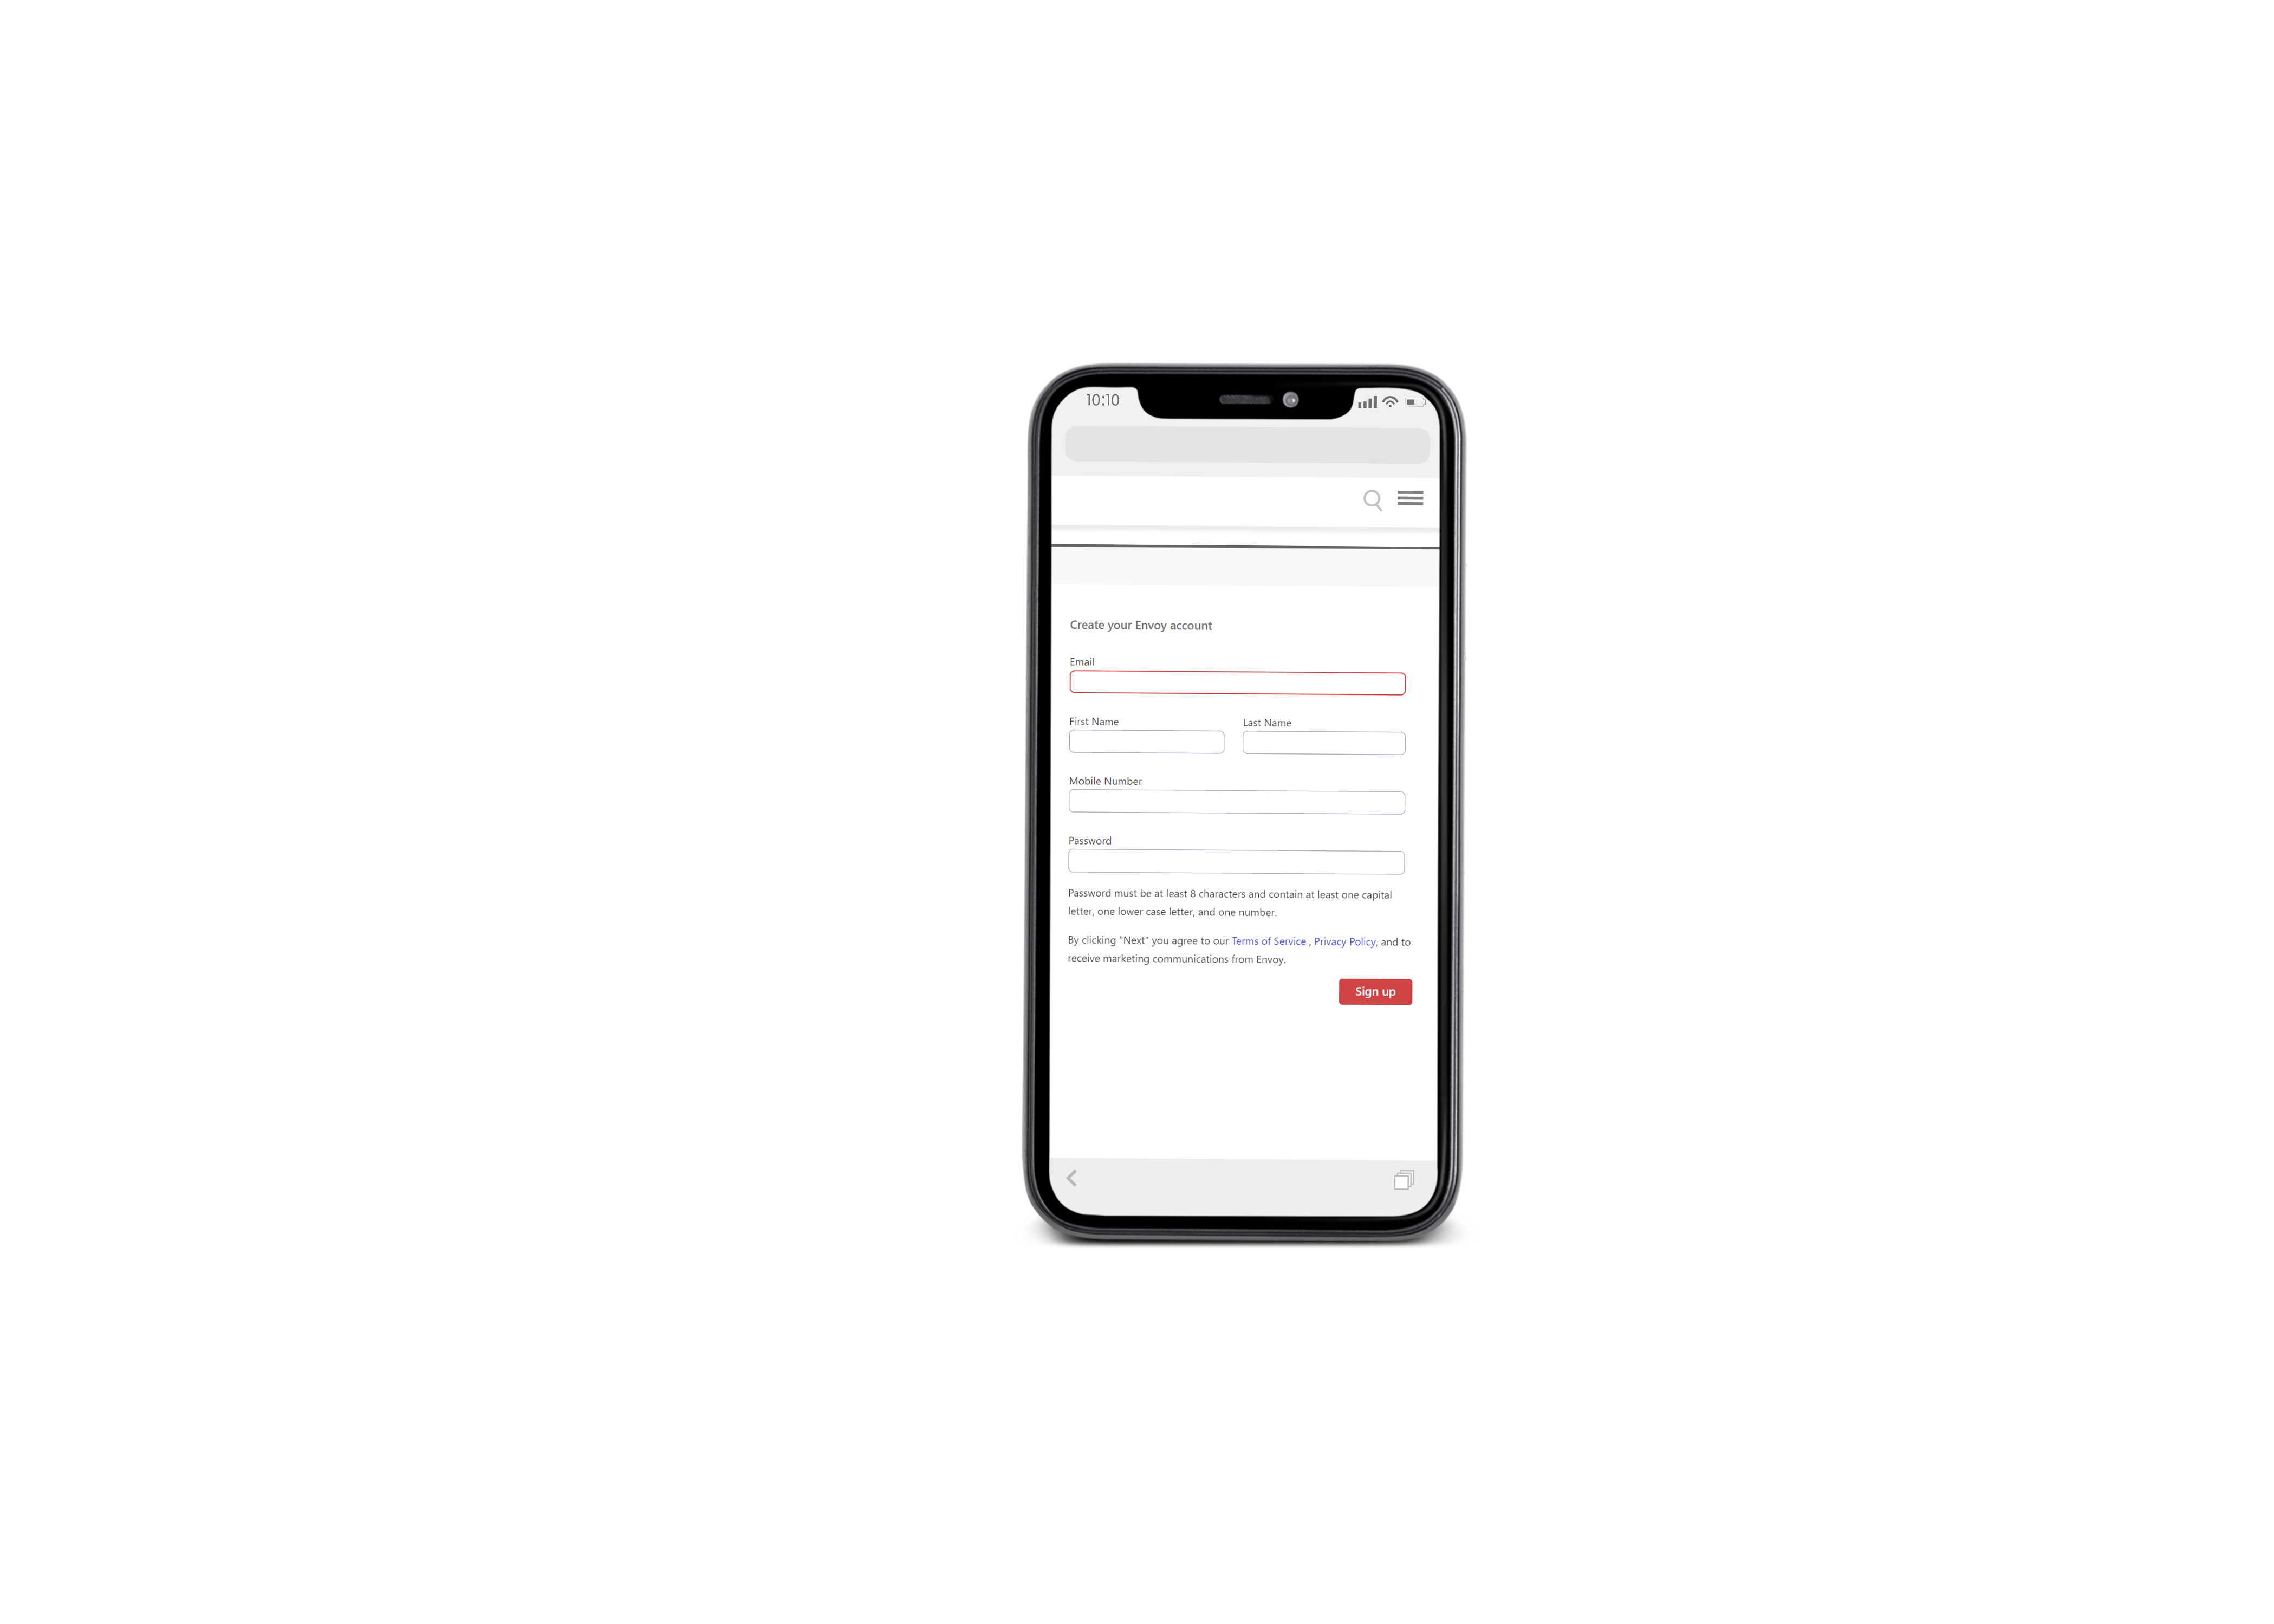 10:10
Create your Envoy account
Email
First Name Last Name
Mobile Number
Password
Password must be at least 8 characters and contain at least one capital
letter, one lower case letter, and one number.
By clicking "Next" you agree to our Terms of Service , Privacy Policy, and to
receive marketing communications from Envoy.
Sign up